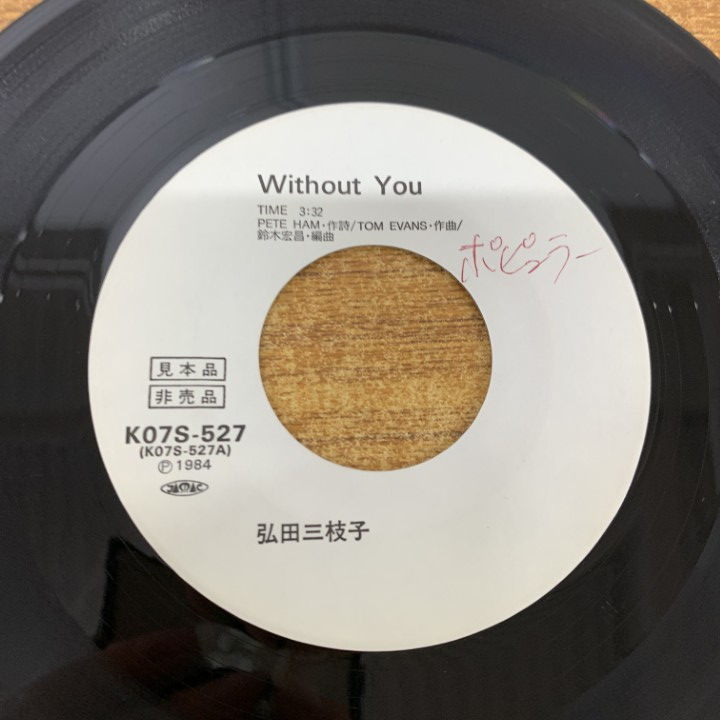 Without You
TIME 3:32
PETE HAM・作詩/TOM EVANS・作曲/
鈴木宏昌・編曲
ポピュラー
見本品
非売品
K07S-527
(K07S-527A)
Ⓟ1984
JASRAC
弘田三枝子